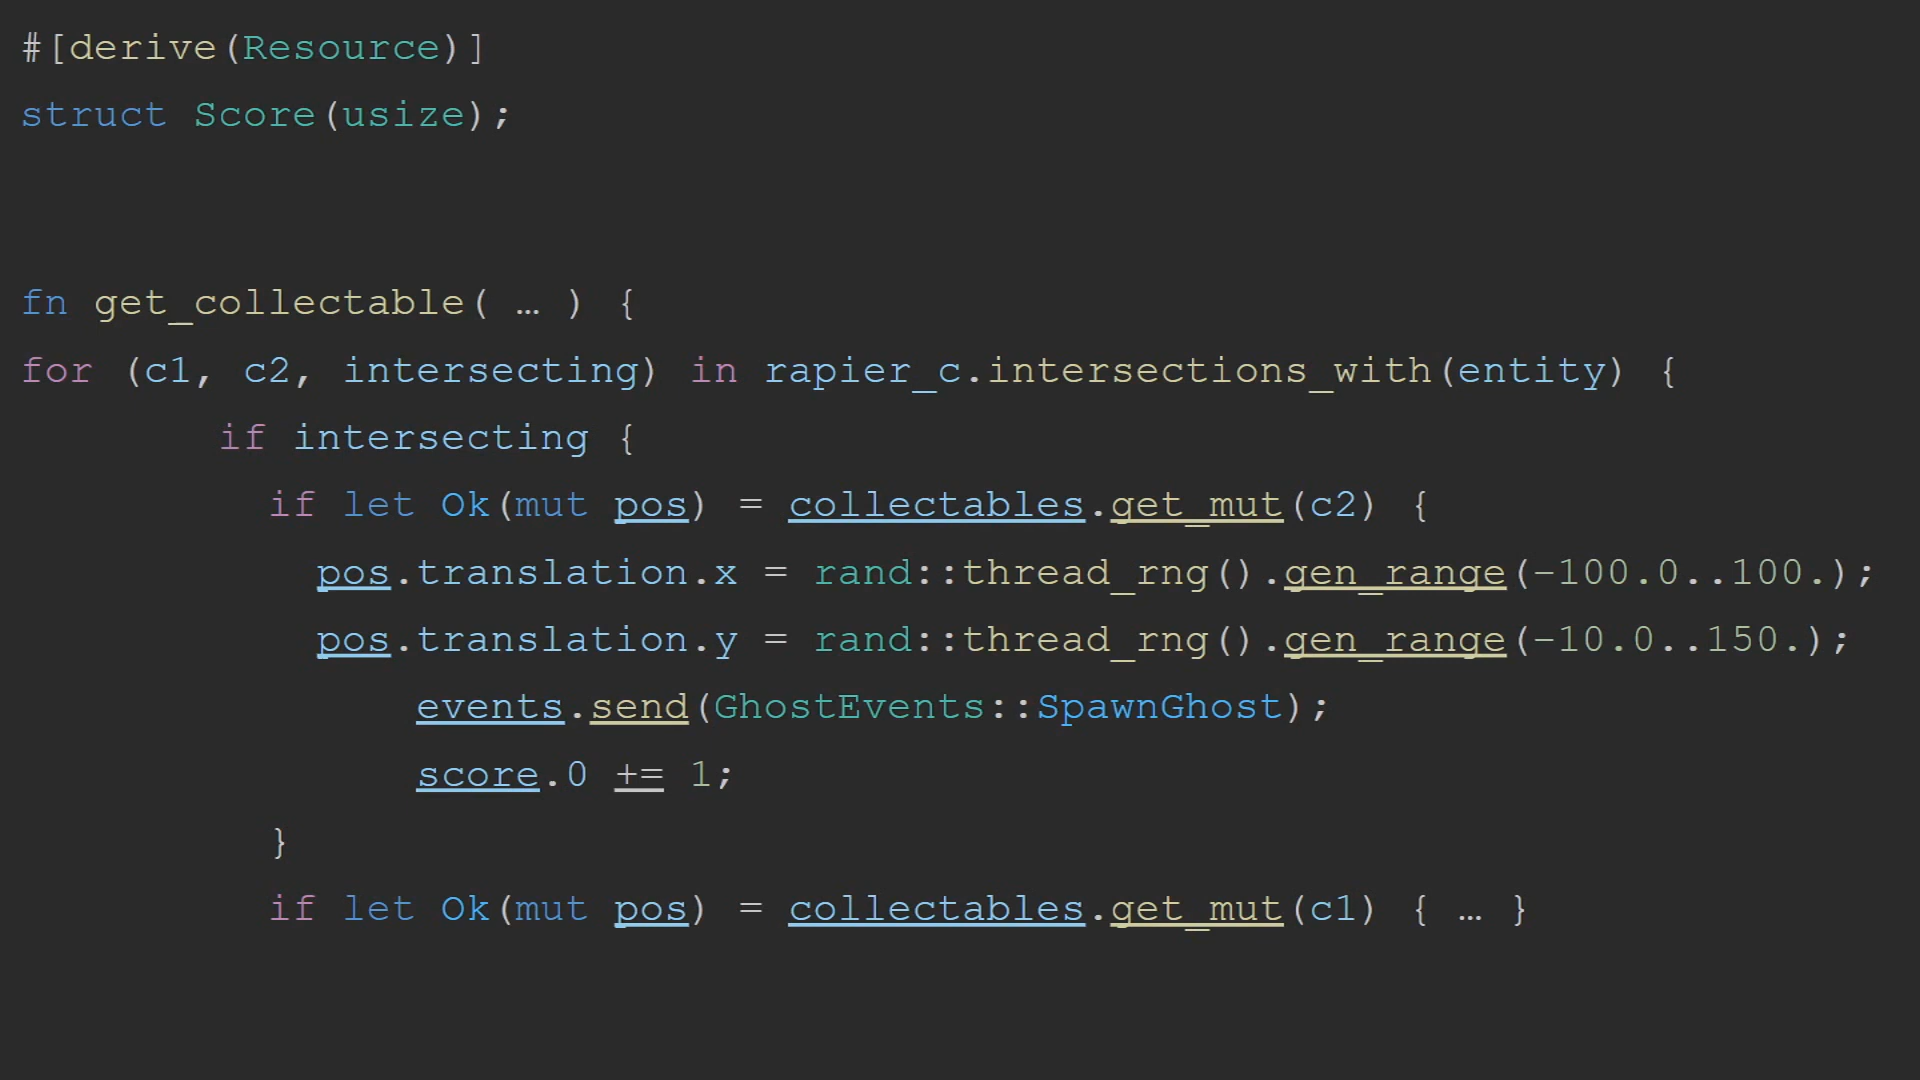 #[derive(Resource)]
struct Score(usize);
fn get_collectable( … ) {
for (c1, c2, intersecting) in rapier_c.intersections_with(entity) {
if intersecting {
if let Ok(mut pos) = collectables.get_mut(c2) {
pos.translation.x = rand::thread_rng().gen_range(-100.0..100.);
pos.translation.y = rand::thread_rng().gen_range(-10.0..150.);
events.send(GhostEvents::SpawnGhost);
score.0 += 1;
}
if let Ok(mut pos) = collectables.get_mut(c1) { … }